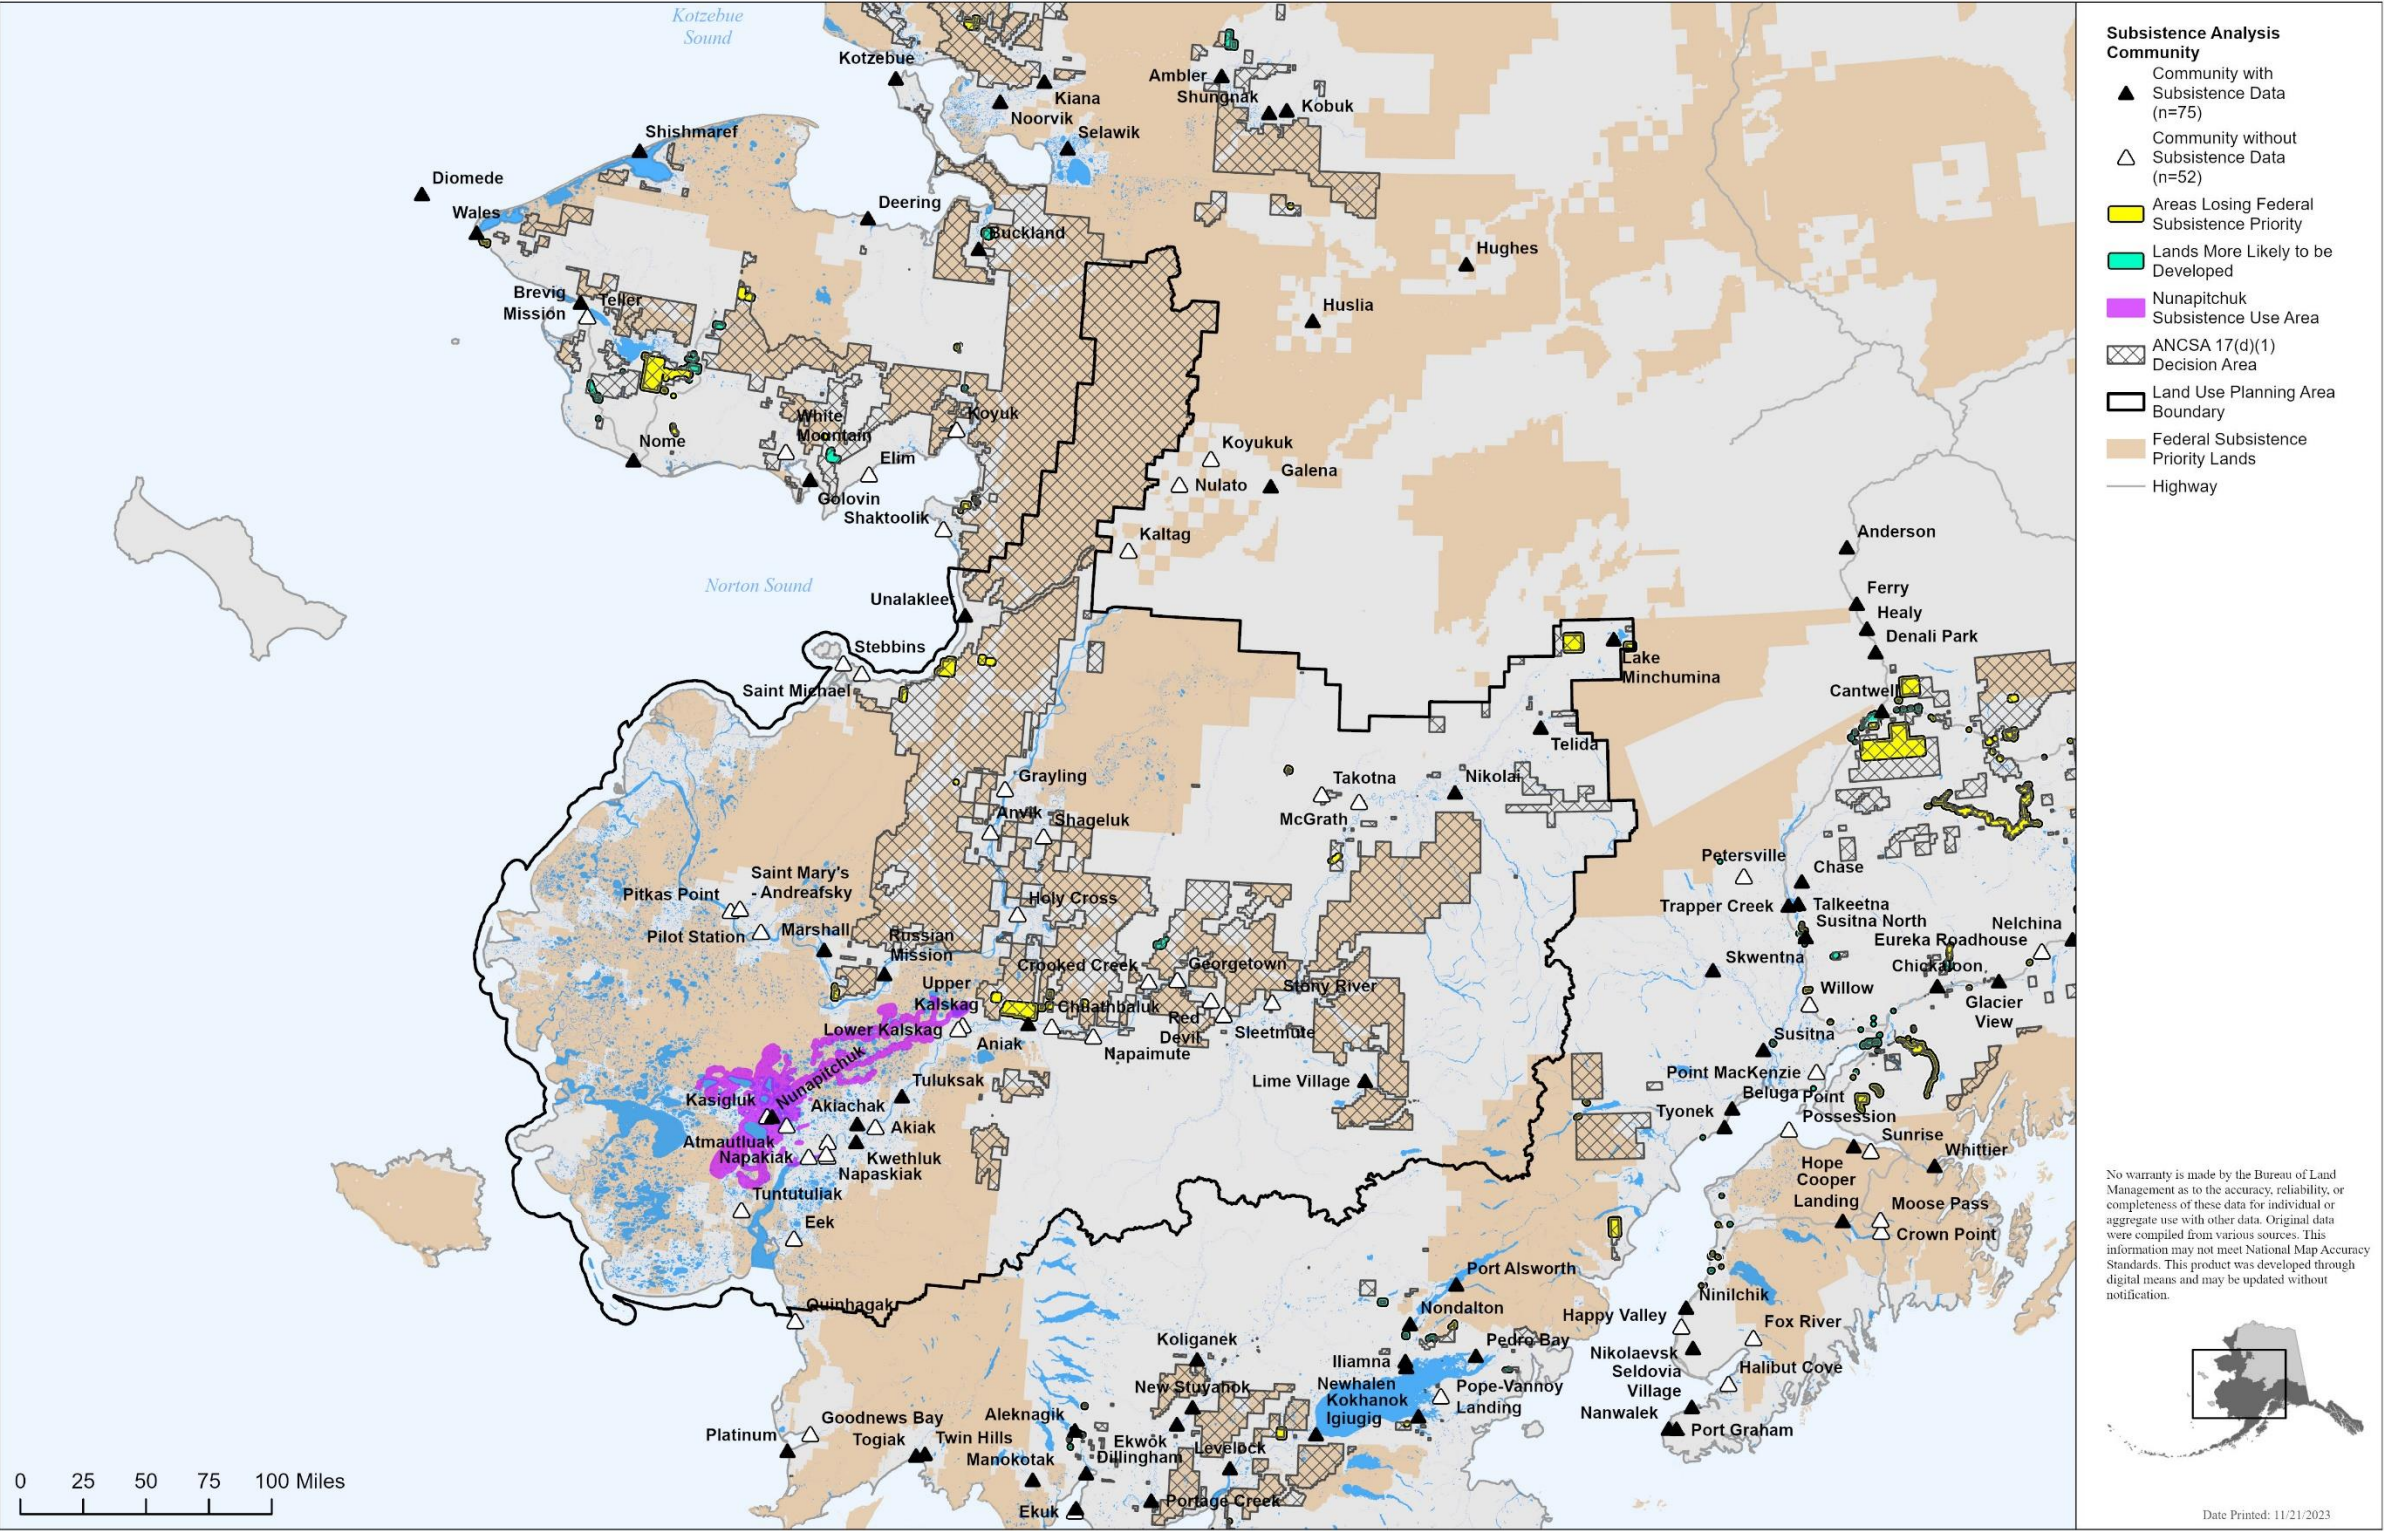 Kotzebue
Sound
Kotzebue
Kiana
Noorvik
Selawik
Ambler
Shungnak
Kobuk
Shishmaref
Diomede
Wales
Deering
Buckland
Hughes
Huslia
Brevig
Mission
Teller
White
Mountain
Koyuk
Nome
Elim
Golovin
Shaktoolik
Koyukuk
Galena
Nulato
Kaltag
Norton Sound
Unalakleet
Stebbins
Saint Michael
Anderson
Ferry
Healy
Denali Park
Lake
Minchumina
Cantwell
Telida
Grayling
Anvik
Shageluk
Takotna
McGrath
Nikolai
Saint Mary's
- Andreafsky
Pitkas Point
Pilot Station
Marshall
Russian
Mission
Holy Cross
Petersville
Chase
Trapper Creek
Talkeetna
Susitna North
Nelchina
Eureka Roadhouse
Chickaloon
Skwentna
Willow
Glacier
View
Upper
Kalskag
Lower Kalskag
Crooked Creek
Georgetown
Stony River
Chuathbaluk
Red
Devil
Sleetmute
Aniak
Napaimute
Susitna
Point MacKenzie
Lime Village
Beluga
Point
Possession
Tyonek
Nunapitchuk
Kasigluk
Tuluksak
Akiachak
Akiak
Atmautluak
Napakiak
Kwethluk
Napaskiak
Tuntutuliak
Eek
Sunrise
Whittier
Hope
Cooper
Landing
Moose Pass
Crown Point
Quinhagak
Port Alsworth
Nondalton
Pedro Bay
Ninilchik
Happy Valley
Fox River
Nikolaevsk
Seldovia
Village
Halibut Cove
Nanwalek
Port Graham
Koliganek
New Stuyahok
Iliamna
Newhalen
Kokhanok
Igiugig
Pope-Vannoy
Landing
Goodnews Bay
Platinum
Togiak
Twin Hills
Aleknagik
Manokotak
Ekwok
Dillingham
Levelock
Portage Creek
Ekuk
0 25 50 75 100 Miles
Subsistence Analysis
Community
Community with
Subsistence Data
(n=75)
Community without
Subsistence Data
(n=52)
Areas Losing Federal
Subsistence Priority
Lands More Likely to be
Developed
Nunapitchuk
Subsistence Use Area
ANCSA 17(d)(1)
Decision Area
Land Use Planning Area
Boundary
Federal Subsistence
Priority Lands
Highway
No warranty is made by the Bureau of Land
Management as to the accuracy, reliability, or
completeness of these data for individual or
aggregate use with other data. Original data
were compiled from various sources. This
information may not meet National Map Accuracy
Standards. This product was developed through
digital means and may be updated without
notification.
Date Printed: 11/21/2023